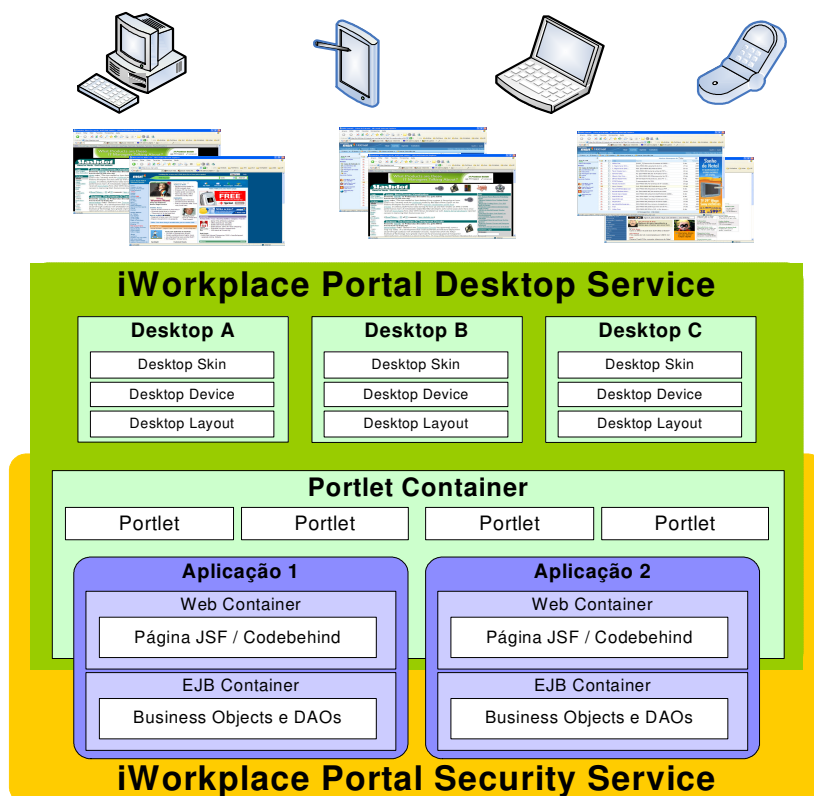 Slashdot
FREE
Slashdot
iWorkplace Portal Desktop Service
Desktop A
Desktop Skin
Desktop Device
Desktop Layout
Desktop B
Desktop Skin
Desktop Device
Desktop Layout
Desktop C
Desktop Skin
Desktop Device
Desktop Layout
Portlet Container
Portlet
Portlet
Portlet
Portlet
Aplicação 1
Web Container
Página JSF / Codebehind
EJB Container
Business Objects e DAOs
Aplicação 2
Web Container
Página JSF / Codebehind
EJB Container
Business Objects e DAOs
iWorkplace Portal Security Service